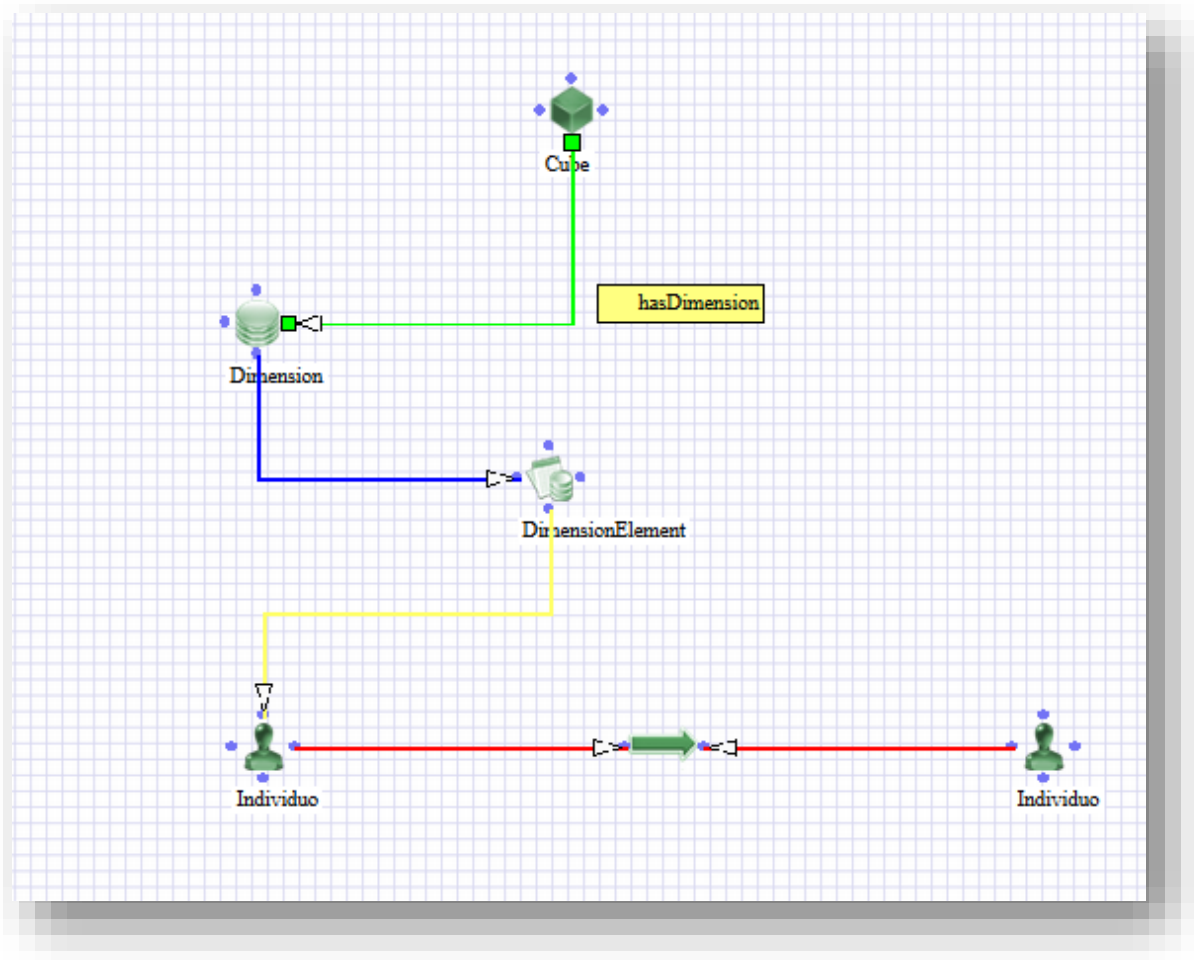 Cube
hasDimension
Dimension
DimensionElement
Individuo
Individuo